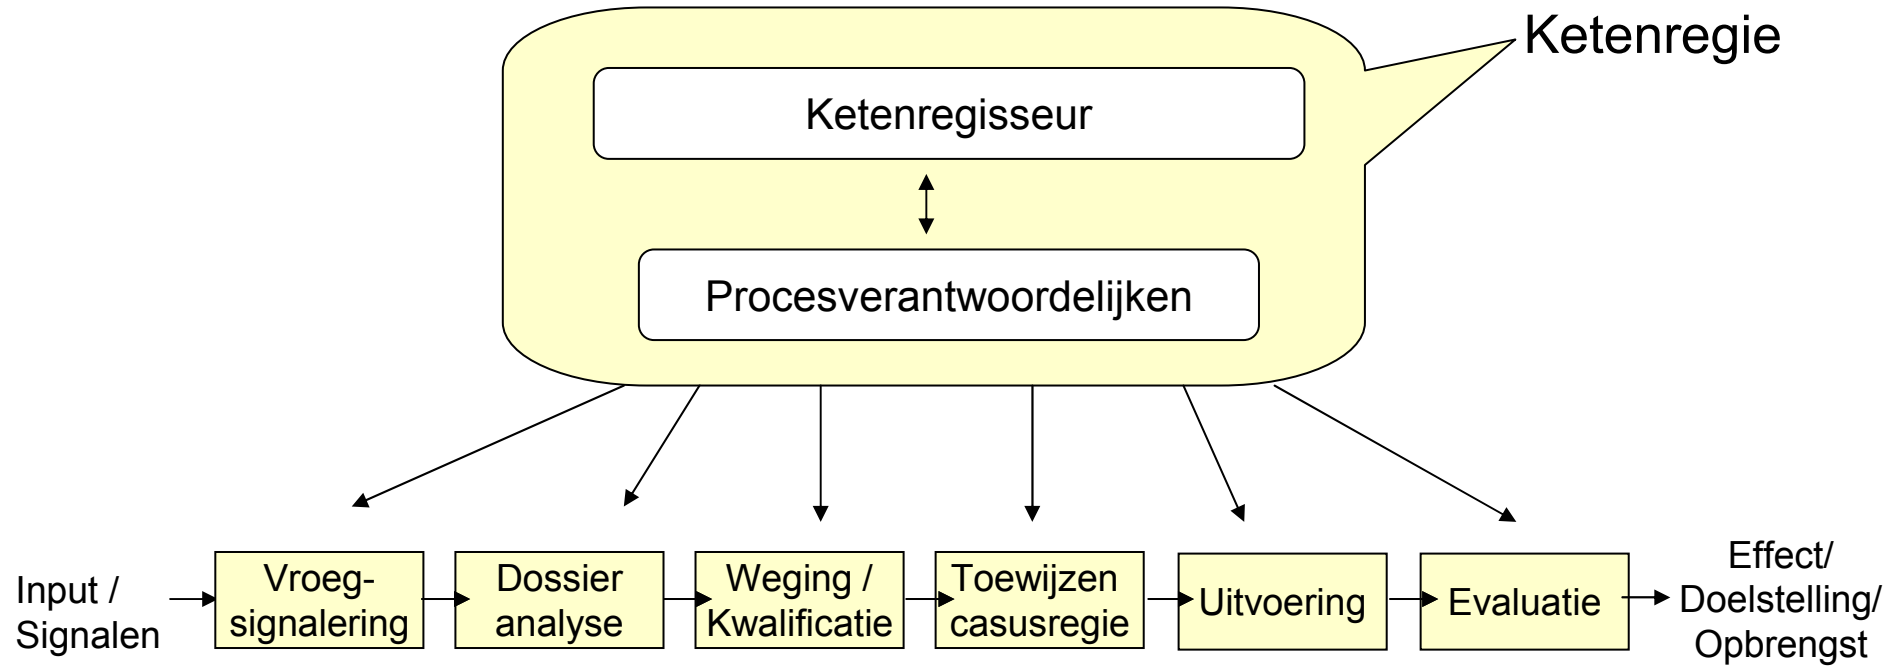 Ketenregie
Ketenregisseur
Procesverantwoordelijken
Input /
Signalen
Vroeg-
signalering
Dossier
analyse
Weging /
Kwalificatie
Toewijzen
casusregie
Uitvoering
Evaluatie
Effect/
Doelstelling/
Opbrengst